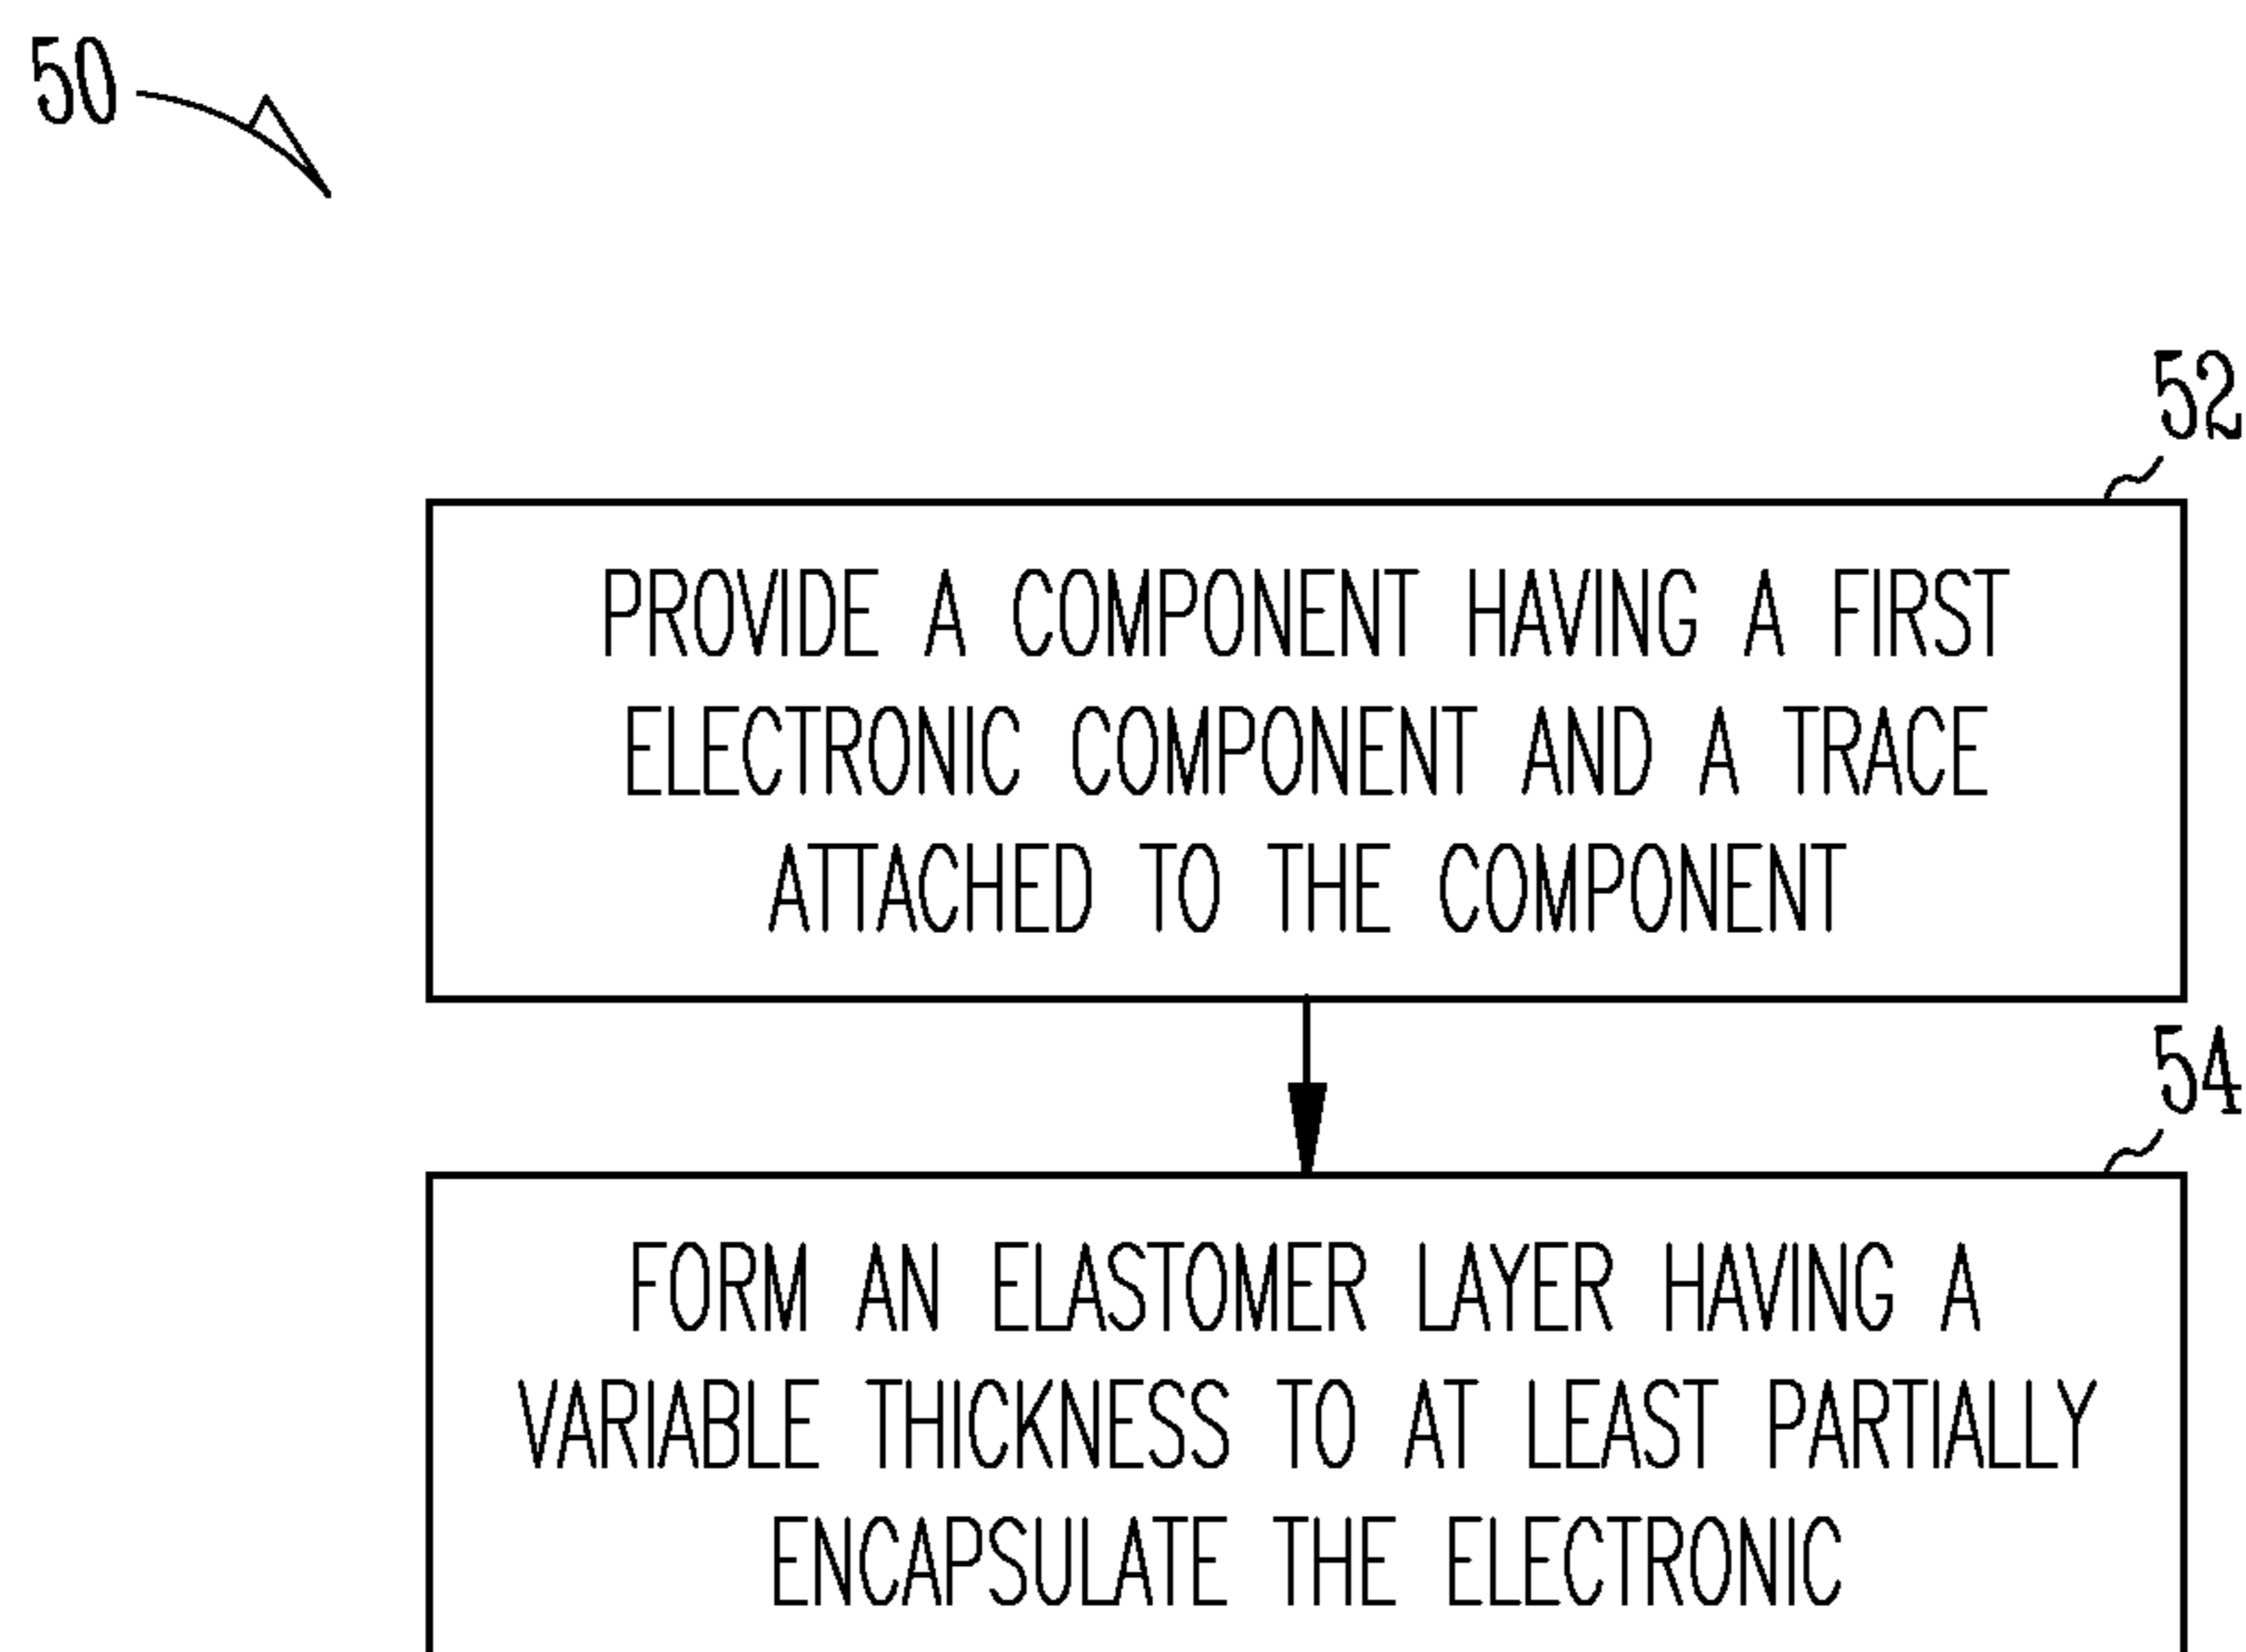 50
52
PROVIDE A COMPONENT HAVING A FIRST
ELECTRONIC COMPONENT AND A TRACE
ATTACHED TO THE COMPONENT
54
FORM AN ELASTOMER LAYER HAVING A
VARIABLE THICKNESS TO AT LEAST PARTIALLY
ENCAPSULATE THE ELECTRONIC